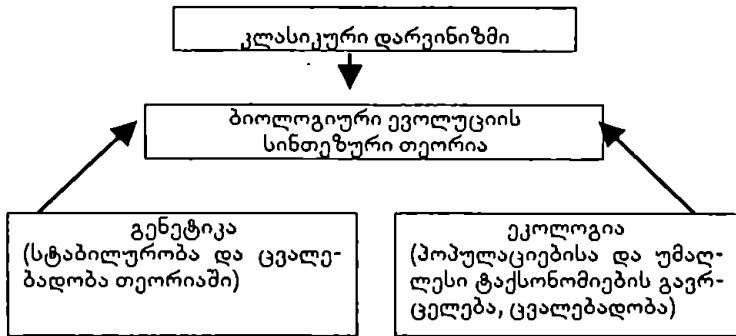 კლასიკური დარვინიზმი
ბიოლოგიური ევოლუციის
სინთეზური თეორია
გენეტიკა
(სტაბილურობა და ცვალე-
ბადობა თეორიაში)
ეკოლოგია
(პოპულაციებისა და უმაღ-
ლესი ტაქსონომიების გავრ-
ცელება, ცვალებადობა)